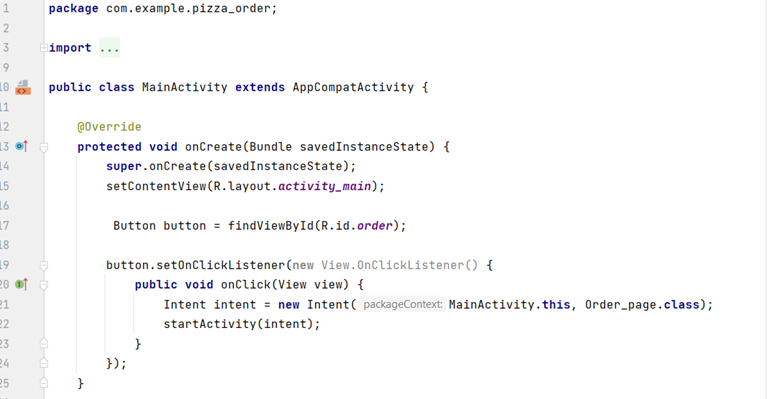 1 package com.example.pizza_order;
2
3 import ...
9
10 public class MainActivity extends AppCompatActivity {
11
12 @Override
13 protected void onCreate(Bundle savedInstanceState) {
14 super.onCreate(savedInstanceState);
15 setContentView(R.layout.activity_main);
16
17 Button button = findViewById(R.id.order);
18
19 button.setOnClickListener(new View.OnClickListener() {
20 public void onClick(View view) {
21 Intent intent = new Intent( packageContext: MainActivity.this, Order_page.class);
22 startActivity(intent);
23 }
24 });
25 }